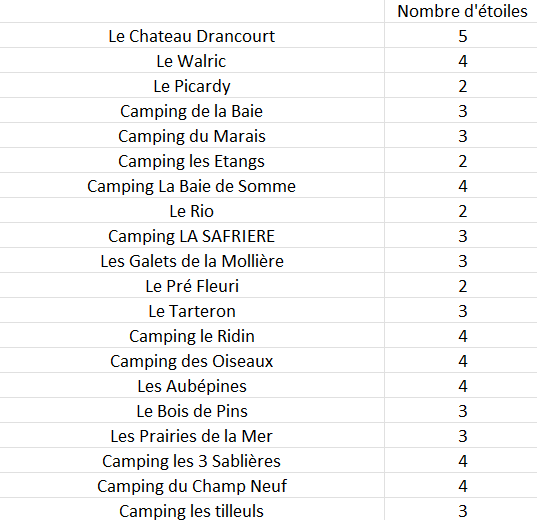 Nombre d'étoiles
Le Chateau Drancourt 5
Le Walric 4
Le Picardy 2
Camping de la Baie 3
Camping du Marais 3
Camping les Etangs 2
Camping La Baie de Somme 4
Le Rio 2
Camping LA SAFRIERE 3
Les Galets de la Mollière 3
Le Pré Fleuri 2
Le Tarteron 3
Camping le Ridin 4
Camping des Oiseaux 4
Les Aubépines 4
Le Bois de Pins 3
Les Prairies de la Mer 3
Camping les 3 Sablières 4
Camping du Champ Neuf 4
Camping les tilleuls 3